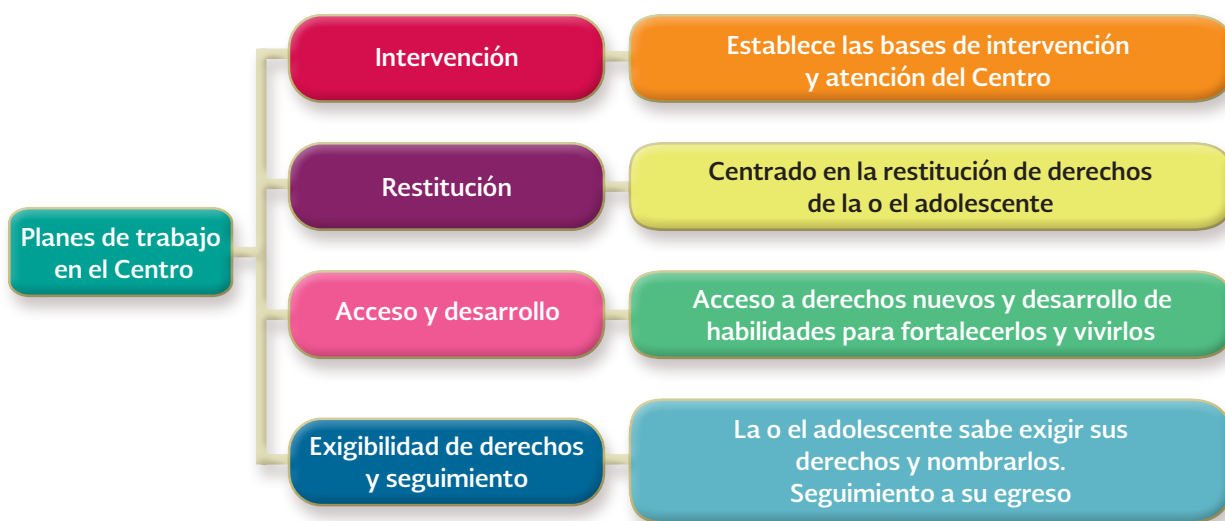 Planes de trabajo
en el Centro
Intervención
Establece las bases de intervención
y atención del Centro
Restitución
Centrado en la restitución de derechos
de la o el adolescente
Acceso y desarrollo
Acceso a derechos nuevos y desarrollo de
habilidades para fortalecerlos y vivirlos
Exigibilidad de derechos
y seguimiento
La o el adolescente sabe exigir sus
derechos y nombrarlos.
Seguimiento a su egreso